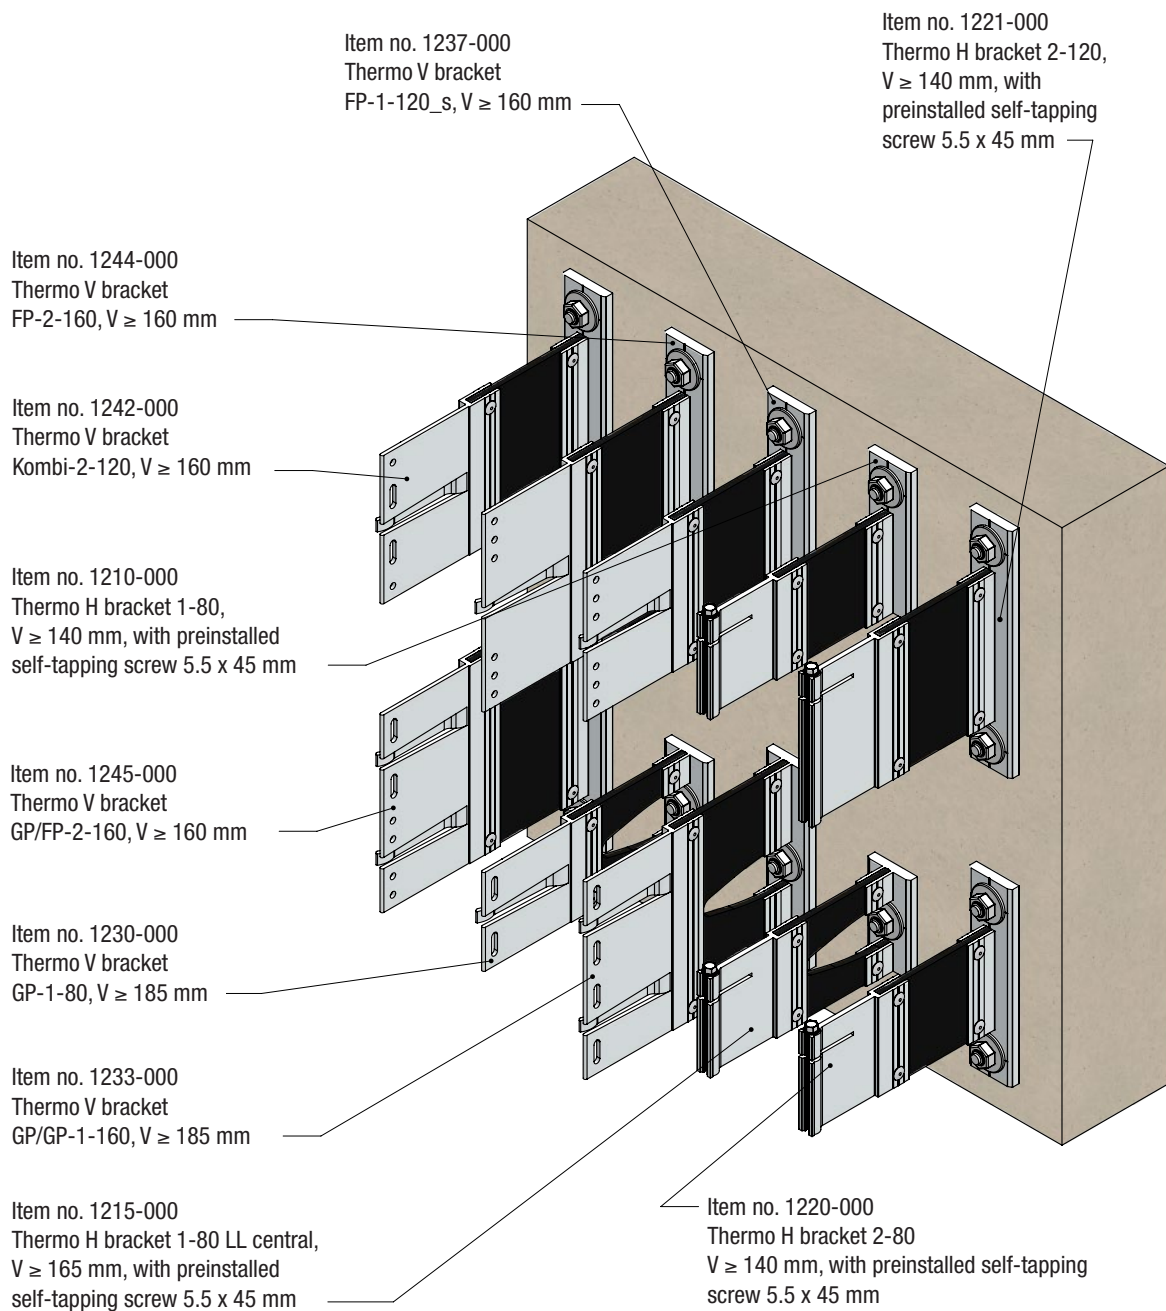 Item no. 1237-000
Thermo V bracket
FP-1-120_s, V ≥ 160 mm
Item no. 1221-000
Thermo H bracket 2-120,
V ≥ 140 mm, with
preinstalled self-tapping
screw 5.5 x 45 mm
Item no. 1244-000
Thermo V bracket
FP-2-160, V ≥ 160 mm
Item no. 1242-000
Thermo V bracket
Kombi-2-120, V ≥ 160 mm
Item no. 1210-000
Thermo H bracket 1-80,
V ≥ 140 mm, with preinstalled
self-tapping screw 5.5 x 45 mm
Item no. 1245-000
Thermo V bracket
GP/FP-2-160, V ≥ 160 mm
Item no. 1230-000
Thermo V bracket
GP-1-80, V ≥ 185 mm
Item no. 1233-000
Thermo V bracket
GP/GP-1-160, V ≥ 185 mm
Item no. 1215-000
Thermo H bracket 1-80 LL central,
V ≥ 165 mm, with preinstalled
self-tapping screw 5.5 x 45 mm
Item no. 1220-000
Thermo H bracket 2-80
V ≥ 140 mm, with preinstalled self-tapping
screw 5.5 x 45 mm